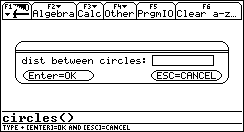 F1 F2 F3 F4 F5 F6
Algebra Calc Other PrgmIO Clear a-z…
dist between circles:
Enter=OK ESC=CANCEL
circles()
TYPE + [ENTER]=OK AND [ESC]=CANCEL